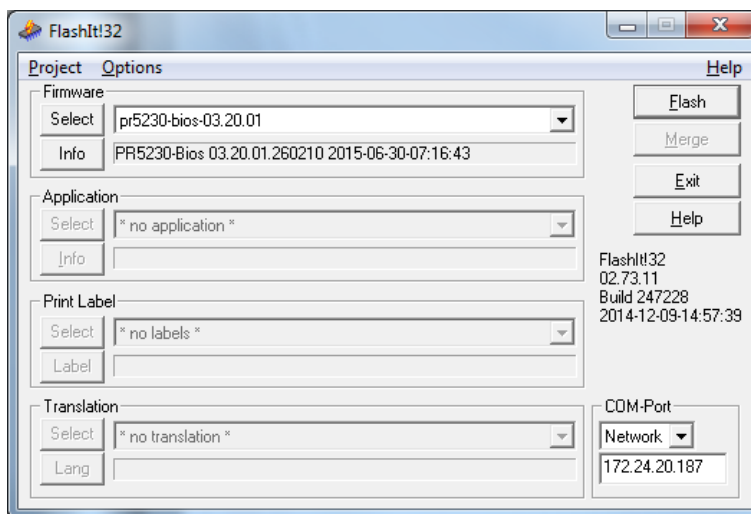 FlashIt!32
Project Options Help
Firmware
Select pr5230-bios-03.20.01
Info PR5230-Bios 03.20.01.260210 2015-06-30-07:16:43
Flash
Merge
Exit
Help
Application
Select * no application *
Info
FlashIt!32
02.73.11
Build 247228
2014-12-09-14:57:39
Print Label
Select * no labels *
Label
Translation
Select * no translation *
Lang
COM-Port
Network
172.24.20.187